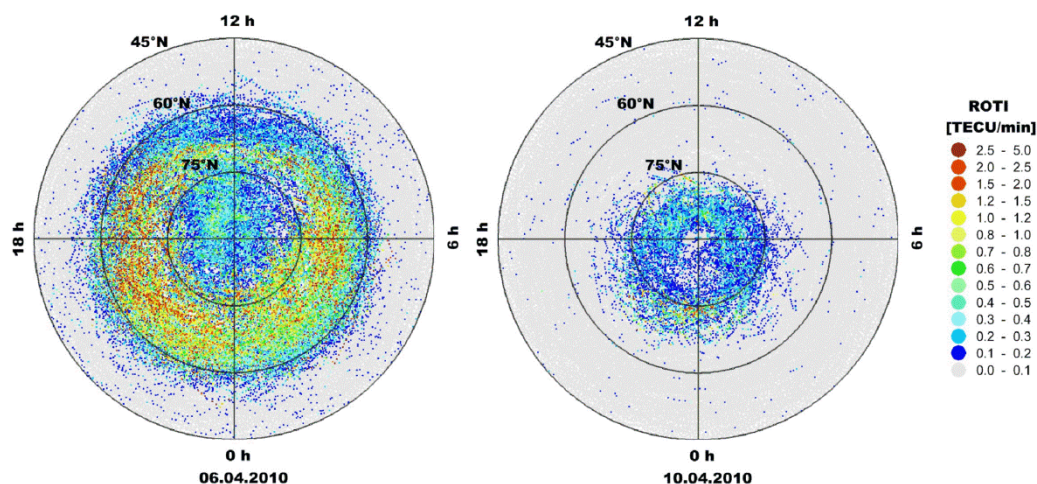 12 h
45°N
60°N
75°N
18 h
6 h
0 h
06.04.2010
12 h
45°N
60°N
75°N
18 h
6 h
0 h
10.04.2010
ROTI
[TECU/min]
2.5 - 5.0
2.0 - 2.5
1.5 - 2.0
1.2 - 1.5
1.0 - 1.2
0.8 - 1.0
0.7 - 0.8
0.6 - 0.7
0.5 - 0.6
0.4 - 0.5
0.3 - 0.4
0.2 - 0.3
0.1 - 0.2
0.0 - 0.1